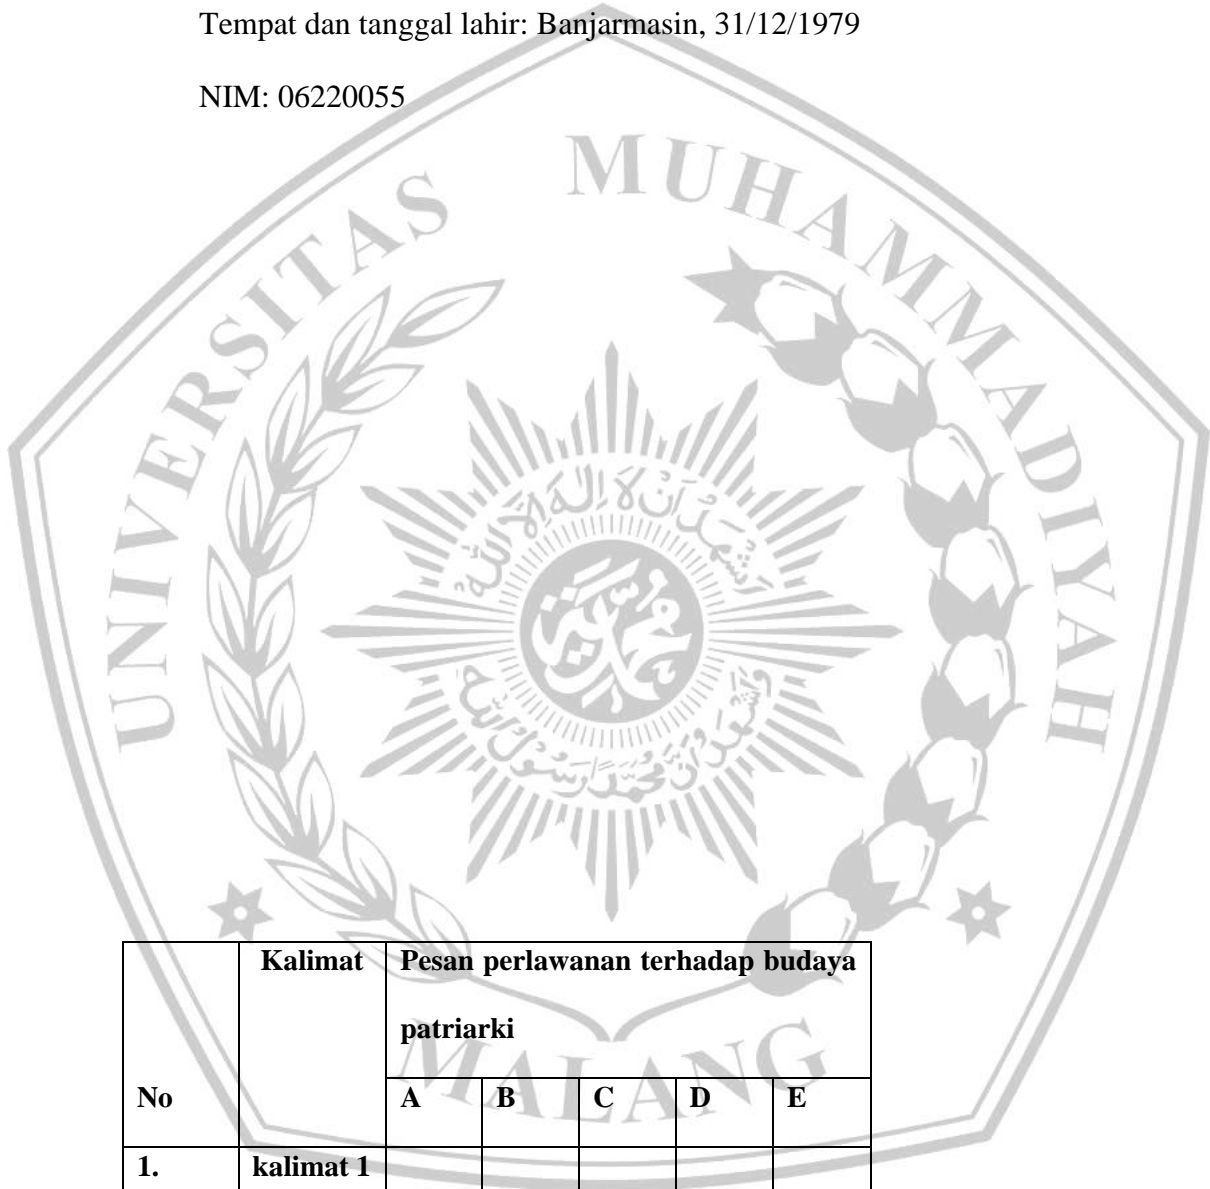 Tempat dan tanggal lahir: Banjarmasin, 31/12/1979
NIM: 06220055
UNIVERSITAS MUHAMMADIYAH
MALANG
Kalimat Pesan perlawanan terhadap budaya
patriarki
No A B C D E
1. kalimat 1